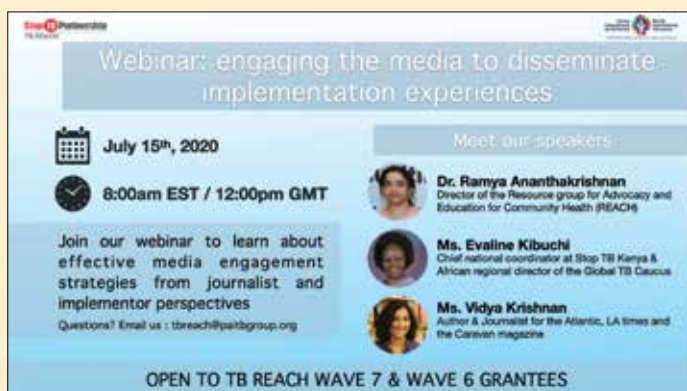 Stop TB Partnership
TB REACH
Webinar: engaging the media to disseminate
implementation experiences
July 15th, 2020
8:00am EST / 12:00pm GMT
Join our webinar to learn about
effective media engagement
strategies from journalist and
implementor perspectives
Questions? Email us : tbreach@paitbgroup.org
Meet our speakers
Dr. Ramya Ananthakrishnan
Director of the Resource group for Advocacy and
Education for Community Health (REACH)
Ms. Evaline Kibuchi
Chief national coordinator at Stop TB Kenya &
African regional director of the Global TB Caucus
Ms. Vidya Krishnan
Author & Journalist for the Atlantic, LA times and
the Caravan magazine
OPEN TO TB REACH WAVE 7 & WAVE 6 GRANTEES